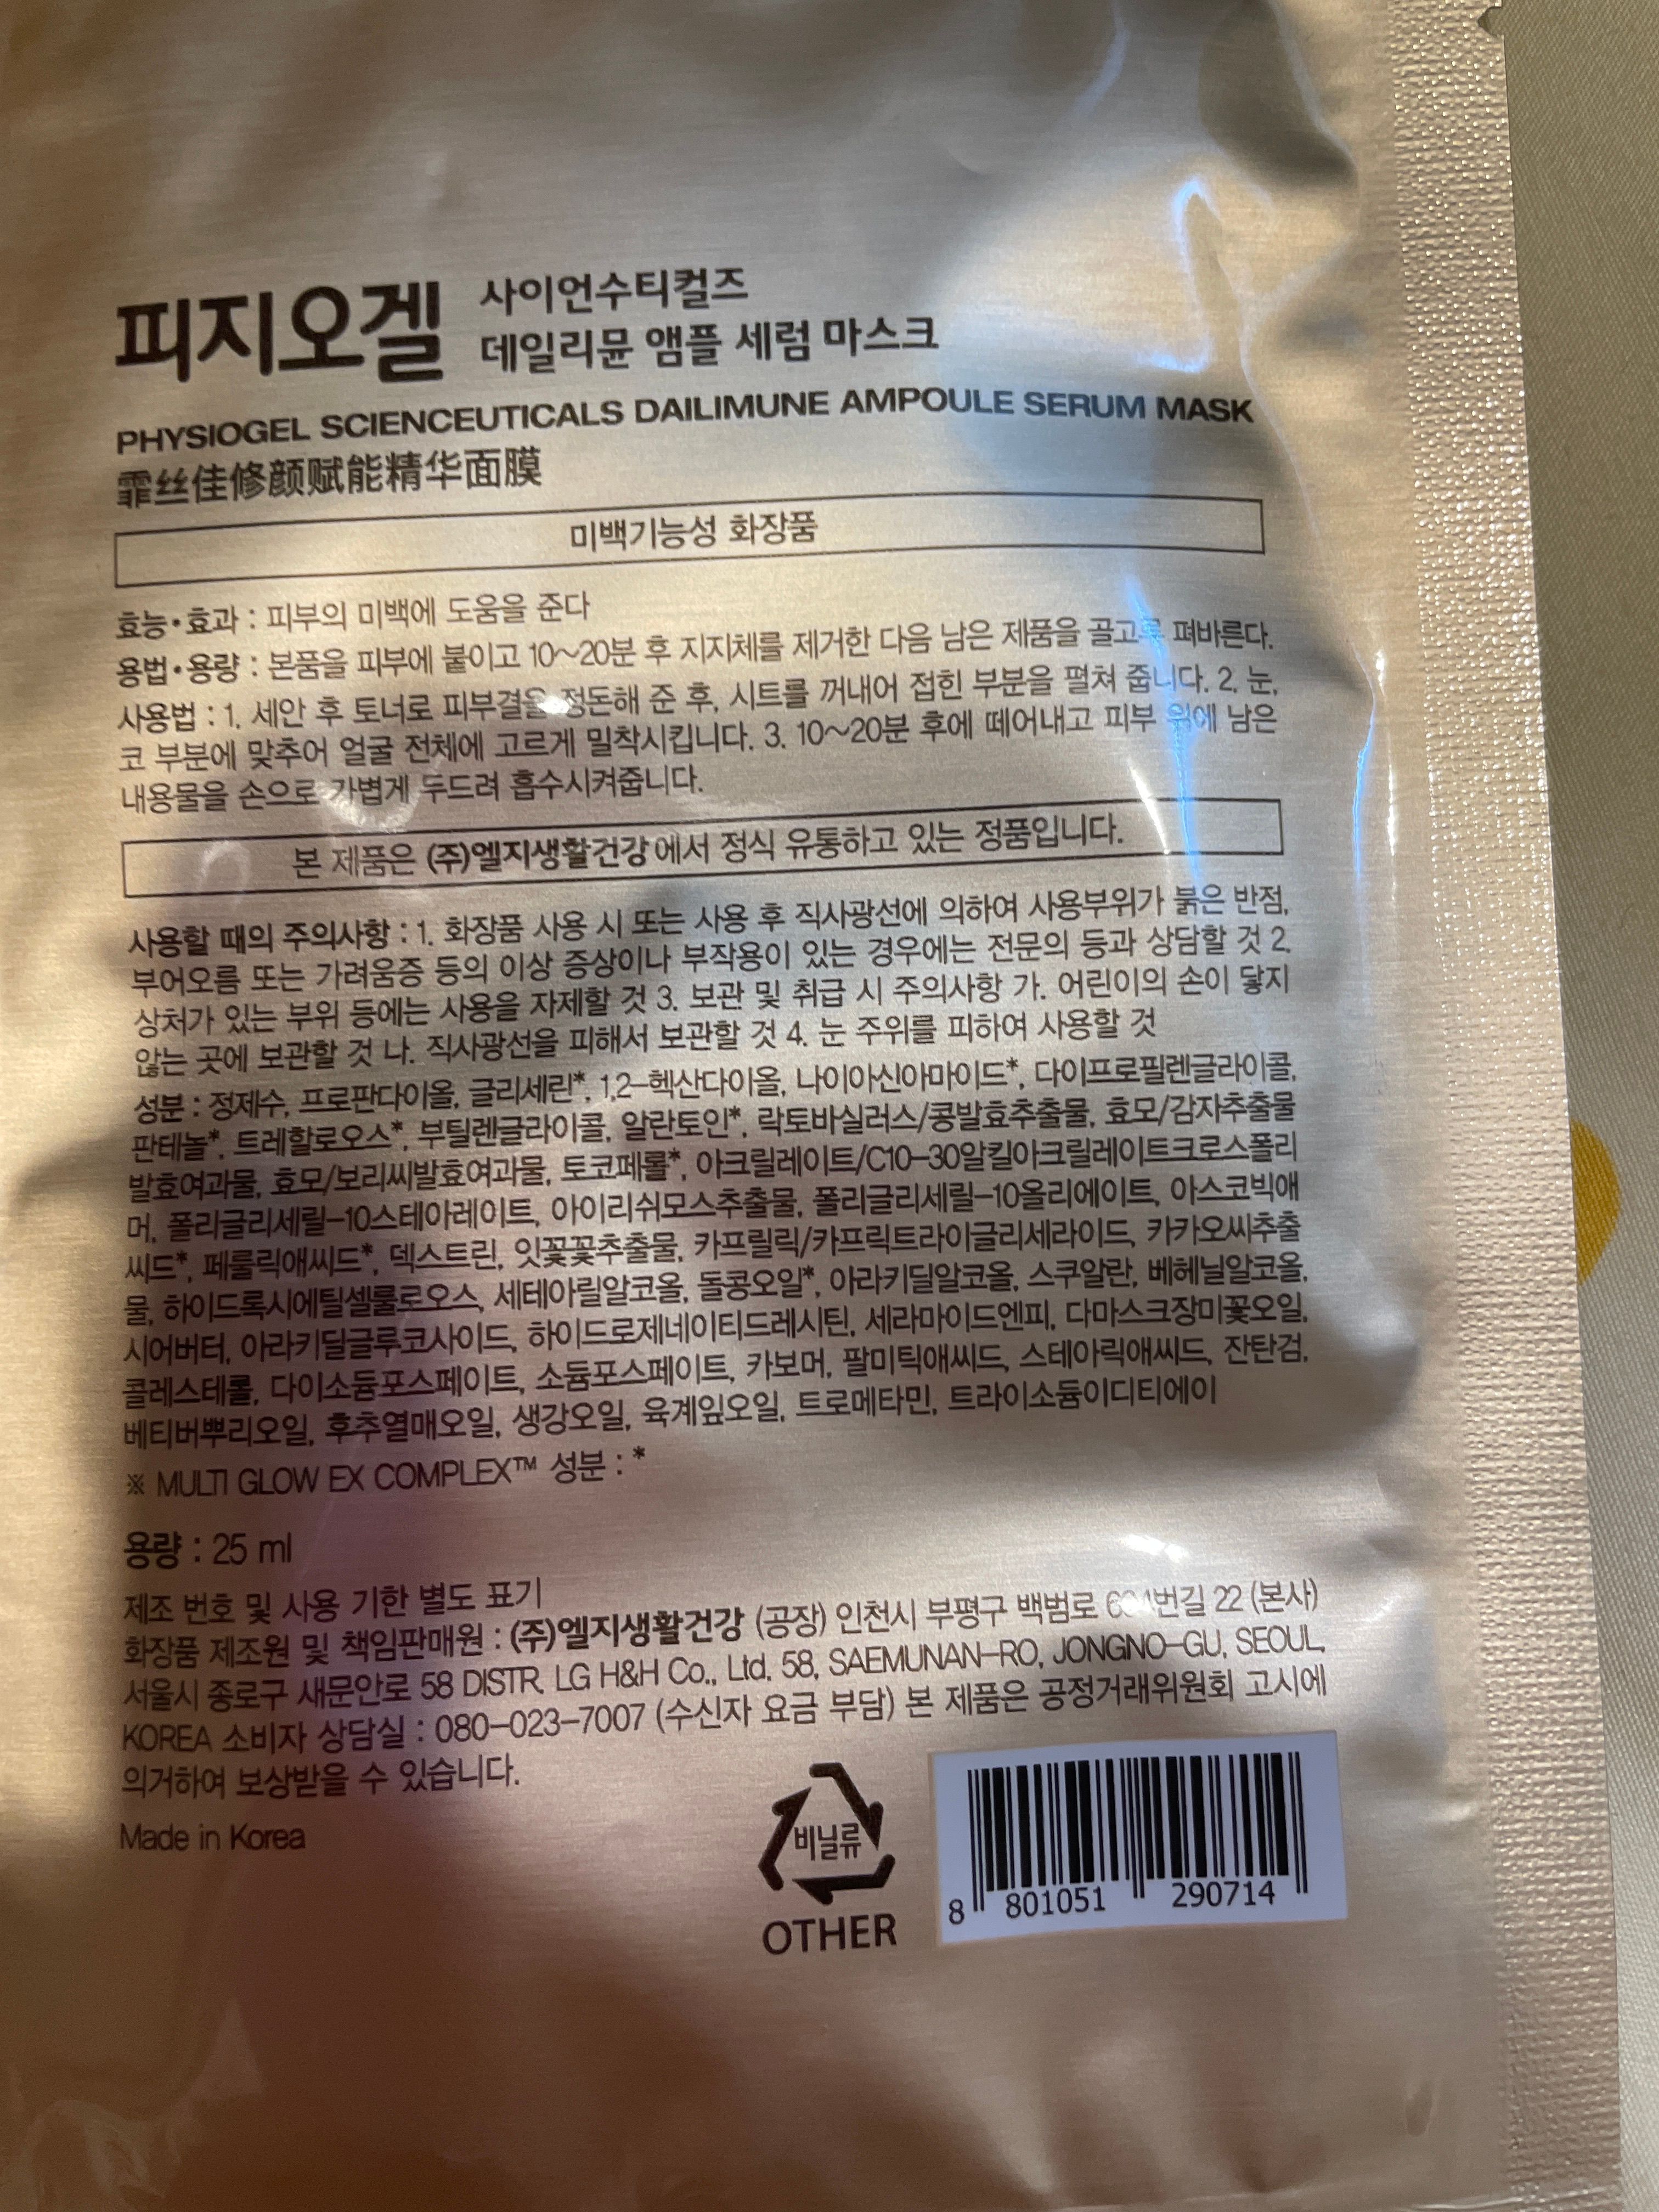 피지오겔 사이언수티컬즈
데일리뮨 앰플 세럼 마스크
PHYSIOGEL SCIENCEUTICALS DAILIMUNE AMPOULE SERUM MASK
霏丝佳修颜赋能精华面膜
미백기능성 화장품
효능•효과 : 피부의 미백에 도움을 준다
용법•용량 : 본품을 피부에 붙이고 10~20분 후 지지체를 제거한 다음 남은 제품을 골고루 펴바른다.
사용법 : 1. 세안 후 토너로 피부결을 정돈해 준 후, 시트를 꺼내어 접힌 부분을 펼쳐 줍니다. 2. 눈,
코 부분에 맞추어 얼굴 전체에 고르게 밀착시킵니다. 3. 10~20분 후에 떼어내고 피부 위에 남은
내용물을 손으로 가볍게 두드려 흡수시켜줍니다.
본 제품은 (주)엘지생활건강에서 정식 유통하고 있는 정품입니다.
사용할 때의 주의사항 : 1. 화장품 사용 시 또는 사용 후 직사광선에 의하여 사용부위가 붉은 반점,
부어오름 또는 가려움증 등의 이상 증상이나 부작용이 있는 경우에는 전문의 등과 상담할 것 2.
상처가 있는 부위 등에는 사용을 자제할 것 3. 보관 및 취급 시 주의사항 가. 어린이의 손이 닿지
않는 곳에 보관할 것 나. 직사광선을 피해서 보관할 것 4. 눈 주위를 피하여 사용할 것
성분 : 정제수, 프로판다이올, 글리세린*, 1,2-헥산다이올, 나이아신아마이드*, 다이프로필렌글라이콜,
판테놀*, 트레할로오스*, 부틸렌글라이콜, 알란토인*, 락토바실러스/콩발효추출물, 효모/감자추출물
발효여과물, 효모/보리씨발효여과물, 토코페롤*, 아크릴레이트/C10-30알킬아크릴레이트크로스폴리
머, 폴리글리세릴-10스테아레이트, 아이리쉬모스추출물, 폴리글리세릴-10올리에이트, 아스코빅애
씨드*, 페룰릭애씨드*, 덱스트린, 잇꽃꽃추출물, 카프릴릭/카프릭트라이글리세라이드, 카카오씨추출
물, 하이드록시에틸셀룰로오스, 세테아릴알코올, 돌콩오일*, 아라키딜알코올, 스쿠알란, 베헤닐알코올,
시어버터, 아라키딜글루코사이드, 하이드로제네이티드레시틴, 세라마이드엔피, 다마스크장미꽃오일,
콜레스테롤, 다이소듐포스페이트, 소듐포스페이트, 카보머, 팔미틱애씨드, 스테아릭애씨드, 잔탄검,
베티버뿌리오일, 후추열매오일, 생강오일, 육계잎오일, 트로메타민, 트라이소듐이디티에이
※ MULTI GLOW EX COMPLEX™ 성분 : *
용량 : 25 ml
제조 번호 및 사용 기한 별도 표기
화장품 제조원 및 책임판매원 : (주)엘지생활건강 (공장) 인천시 부평구 백범로 22 (본사)
서울시 종로구 새문안로 58 DISTR. LG H&H Co., Ltd. 58, SAEMUNAN-RO, JONGNO-GU, SEOUL,
KOREA 소비자 상담실 : 080-023-7007 (수신자 요금 부담) 본 제품은 공정거래위원회 고시에
의거하여 보상받을 수 있습니다.
Made in Korea
비닐류
OTHER
8 801051 290714